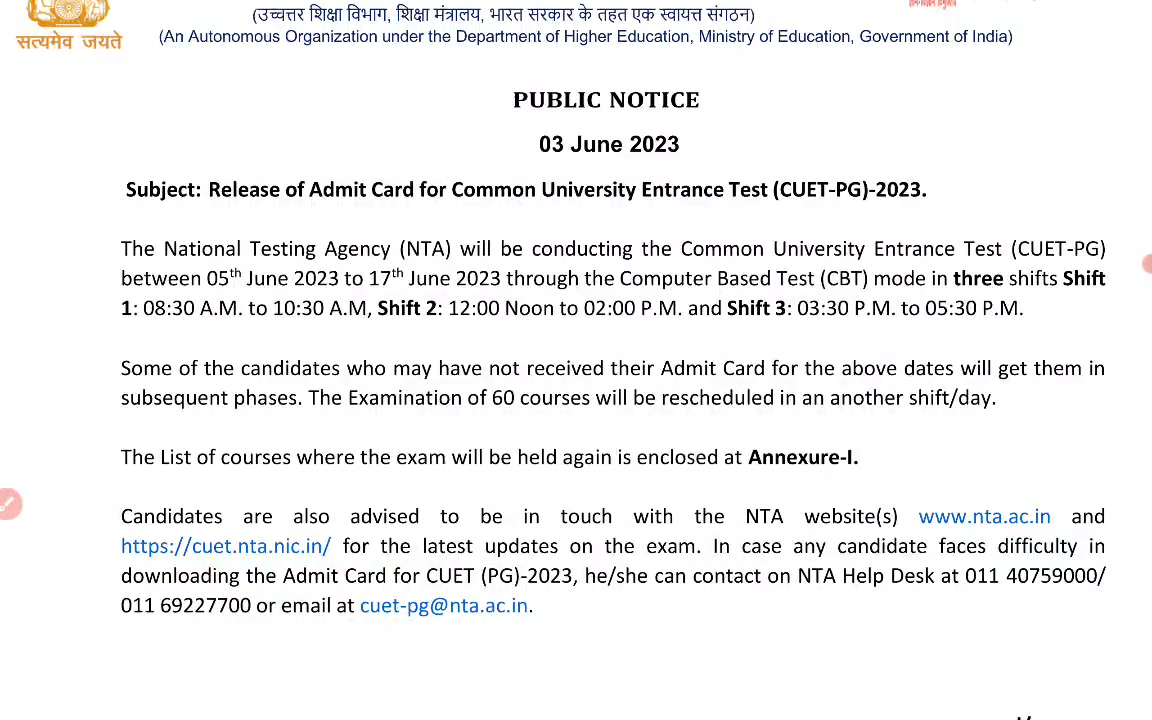 (उच्चत्तर शिक्षा विभाग, शिक्षा मंत्रालय, भारत सरकार के तहत एक स्वायत्त संगठन)
सत्यमेव जयते
(An Autonomous Organization under the Department of Higher Education, Ministry of Education, Government of India)
PUBLIC NOTICE
03 June 2023
Subject: Release of Admit Card for Common University Entrance Test (CUET-PG)-2023.
The National Testing Agency (NTA) will be conducting the Common University Entrance Test (CUET-PG)
between 05th June 2023 to 17th June 2023 through the Computer Based Test (CBT) mode in three shifts Shift
1: 08:30 A.M. to 10:30 A.M, Shift 2: 12:00 Noon to 02:00 P.M. and Shift 3: 03:30 P.M. to 05:30 P.M.
Some of the candidates who may have not received their Admit Card for the above dates will get them in
subsequent phases. The Examination of 60 courses will be rescheduled in an another shift/day.
The List of courses where the exam will be held again is enclosed at Annexure-I.
Candidates are also advised to be in touch with the NTA website(s) www.nta.ac.in and
https://cuet.nta.nic.in/ for the latest updates on the exam. In case any candidate faces difficulty in
downloading the Admit Card for CUET (PG)-2023, he/she can contact on NTA Help Desk at 011 40759000/
011 69227700 or email at cuet-pg@nta.ac.in.